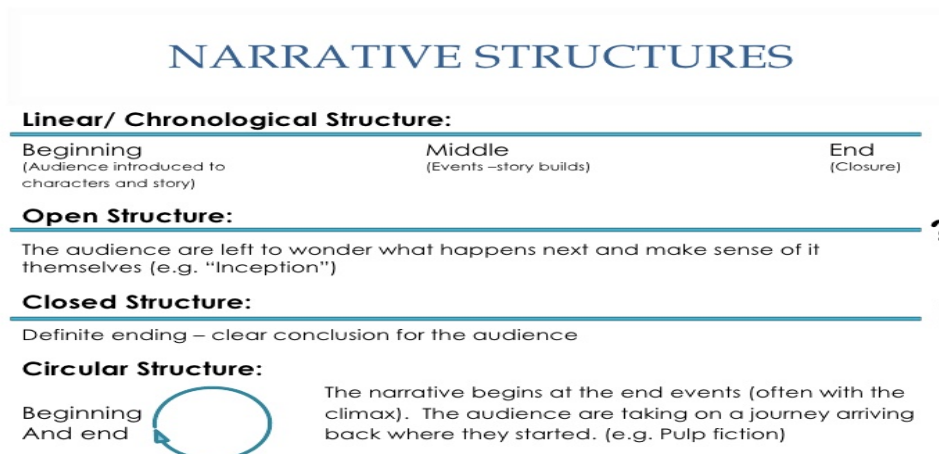 NARRATIVE STRUCTURES
Linear/ Chronological Structure:
Beginning Middle End
(Audience introduced to (Events –story builds) (Closure)
characters and story)
Open Structure:
The audience are left to wonder what happens next and make sense of it
themselves (e.g. “Inception”)
Closed Structure:
Definite ending – clear conclusion for the audience
Circular Structure:
Beginning
And end
The narrative begins at the end events (often with the
climax). The audience are taking on a journey arriving
back where they started. (e.g. Pulp fiction)